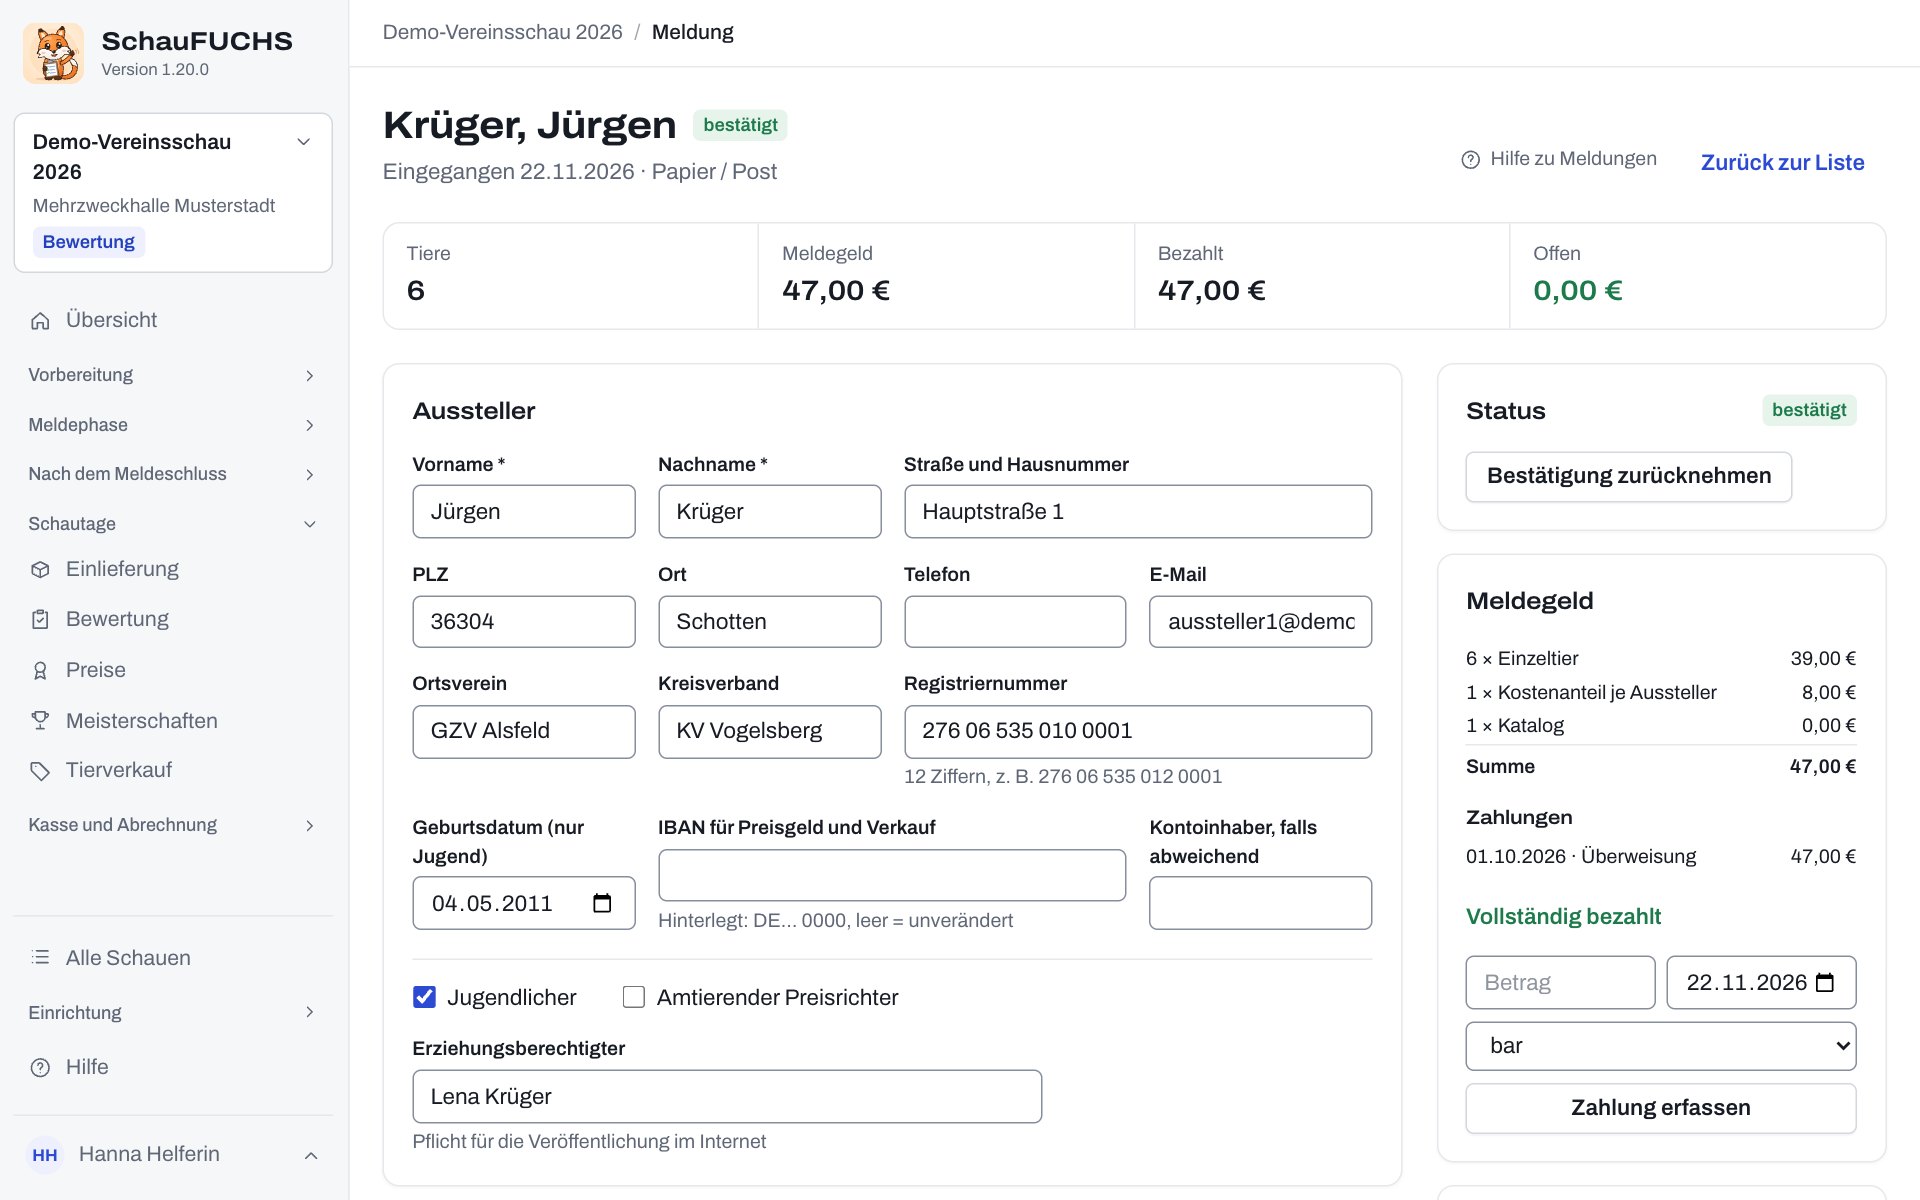 SchauFUCHS
Version 1.20.0
Demo-Vereinsschau 2026
Mehrzweckhalle Musterstadt
Bewertung
Übersicht
Vorbereitung
Meldephase
Nach dem Meldeschluss
Schautage
Einlieferung
Bewertung
Preise
Meisterschaften
Tierverkauf
Kasse und Abrechnung
Alle Schauen
Einrichtung
Hilfe
HH Hanna Helferin
Demo-Vereinsschau 2026 / Meldung
Krüger, Jürgen bestätigt
Eingegangen 22.11.2026 · Papier / Post
Hilfe zu Meldungen
Zurück zur Liste
Tiere
6
Meldegeld
47,00 €
Bezahlt
47,00 €
Offen
0,00 €
Aussteller
Vorname *
Jürgen
Nachname *
Krüger
Straße und Hausnummer
Hauptstraße 1
PLZ
36304
Ort
Schotten
Telefon
E-Mail
aussteller1@demo
Ortsverein
GZV Alsfeld
Kreisverband
KV Vogelsberg
Registriernummer
276 06 535 010 0001
12 Ziffern, z. B. 276 06 535 012 0001
Geburtsdatum (nur Jugend)
04.05.2011
IBAN für Preisgeld und Verkauf
Hinterlegt: DE… 0000, leer = unverändert
Kontoinhaber, falls abweichend
Jugendlicher
Amtierender Preisrichter
Erziehungsberechtigter
Lena Krüger
Pflicht für die Veröffentlichung im Internet
Status bestätigt
Bestätigung zurücknehmen
Meldegeld
6 × Einzeltier 39,00 €
1 × Kostenanteil je Aussteller 8,00 €
1 × Katalog 0,00 €
Summe 47,00 €
Zahlungen
01.10.2026 · Überweisung 47,00 €
Vollständig bezahlt
Betrag
22.11.2026
bar
Zahlung erfassen